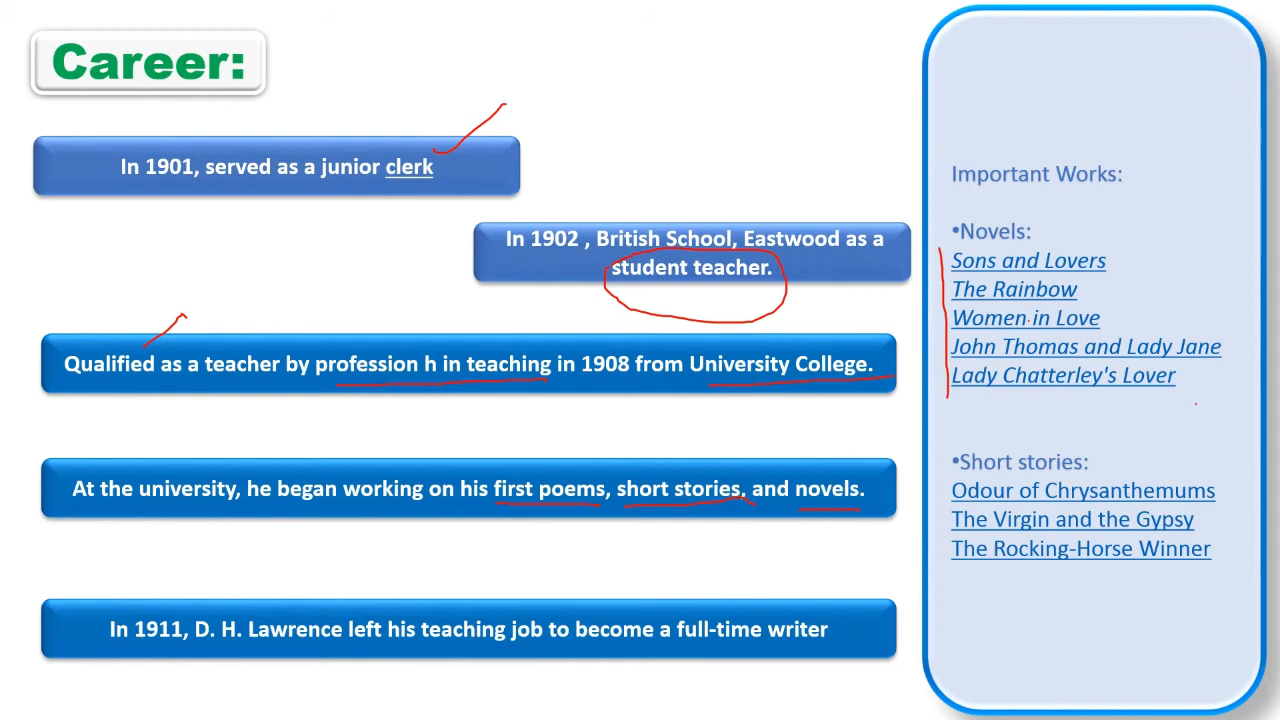 Career:
In 1901, served as a junior clerk
In 1902 , British School, Eastwood as a
student teacher.
Qualified as a teacher by profession h in teaching in 1908 from University College.
At the university, he began working on his first poems, short stories, and novels.
In 1911, D. H. Lawrence left his teaching job to become a full-time writer
Important Works:
•Novels:
Sons and Lovers
The Rainbow
Women in Love
John Thomas and Lady Jane
Lady Chatterley's Lover
•Short stories:
Odour of Chrysanthemums
The Virgin and the Gypsy
The Rocking-Horse Winner